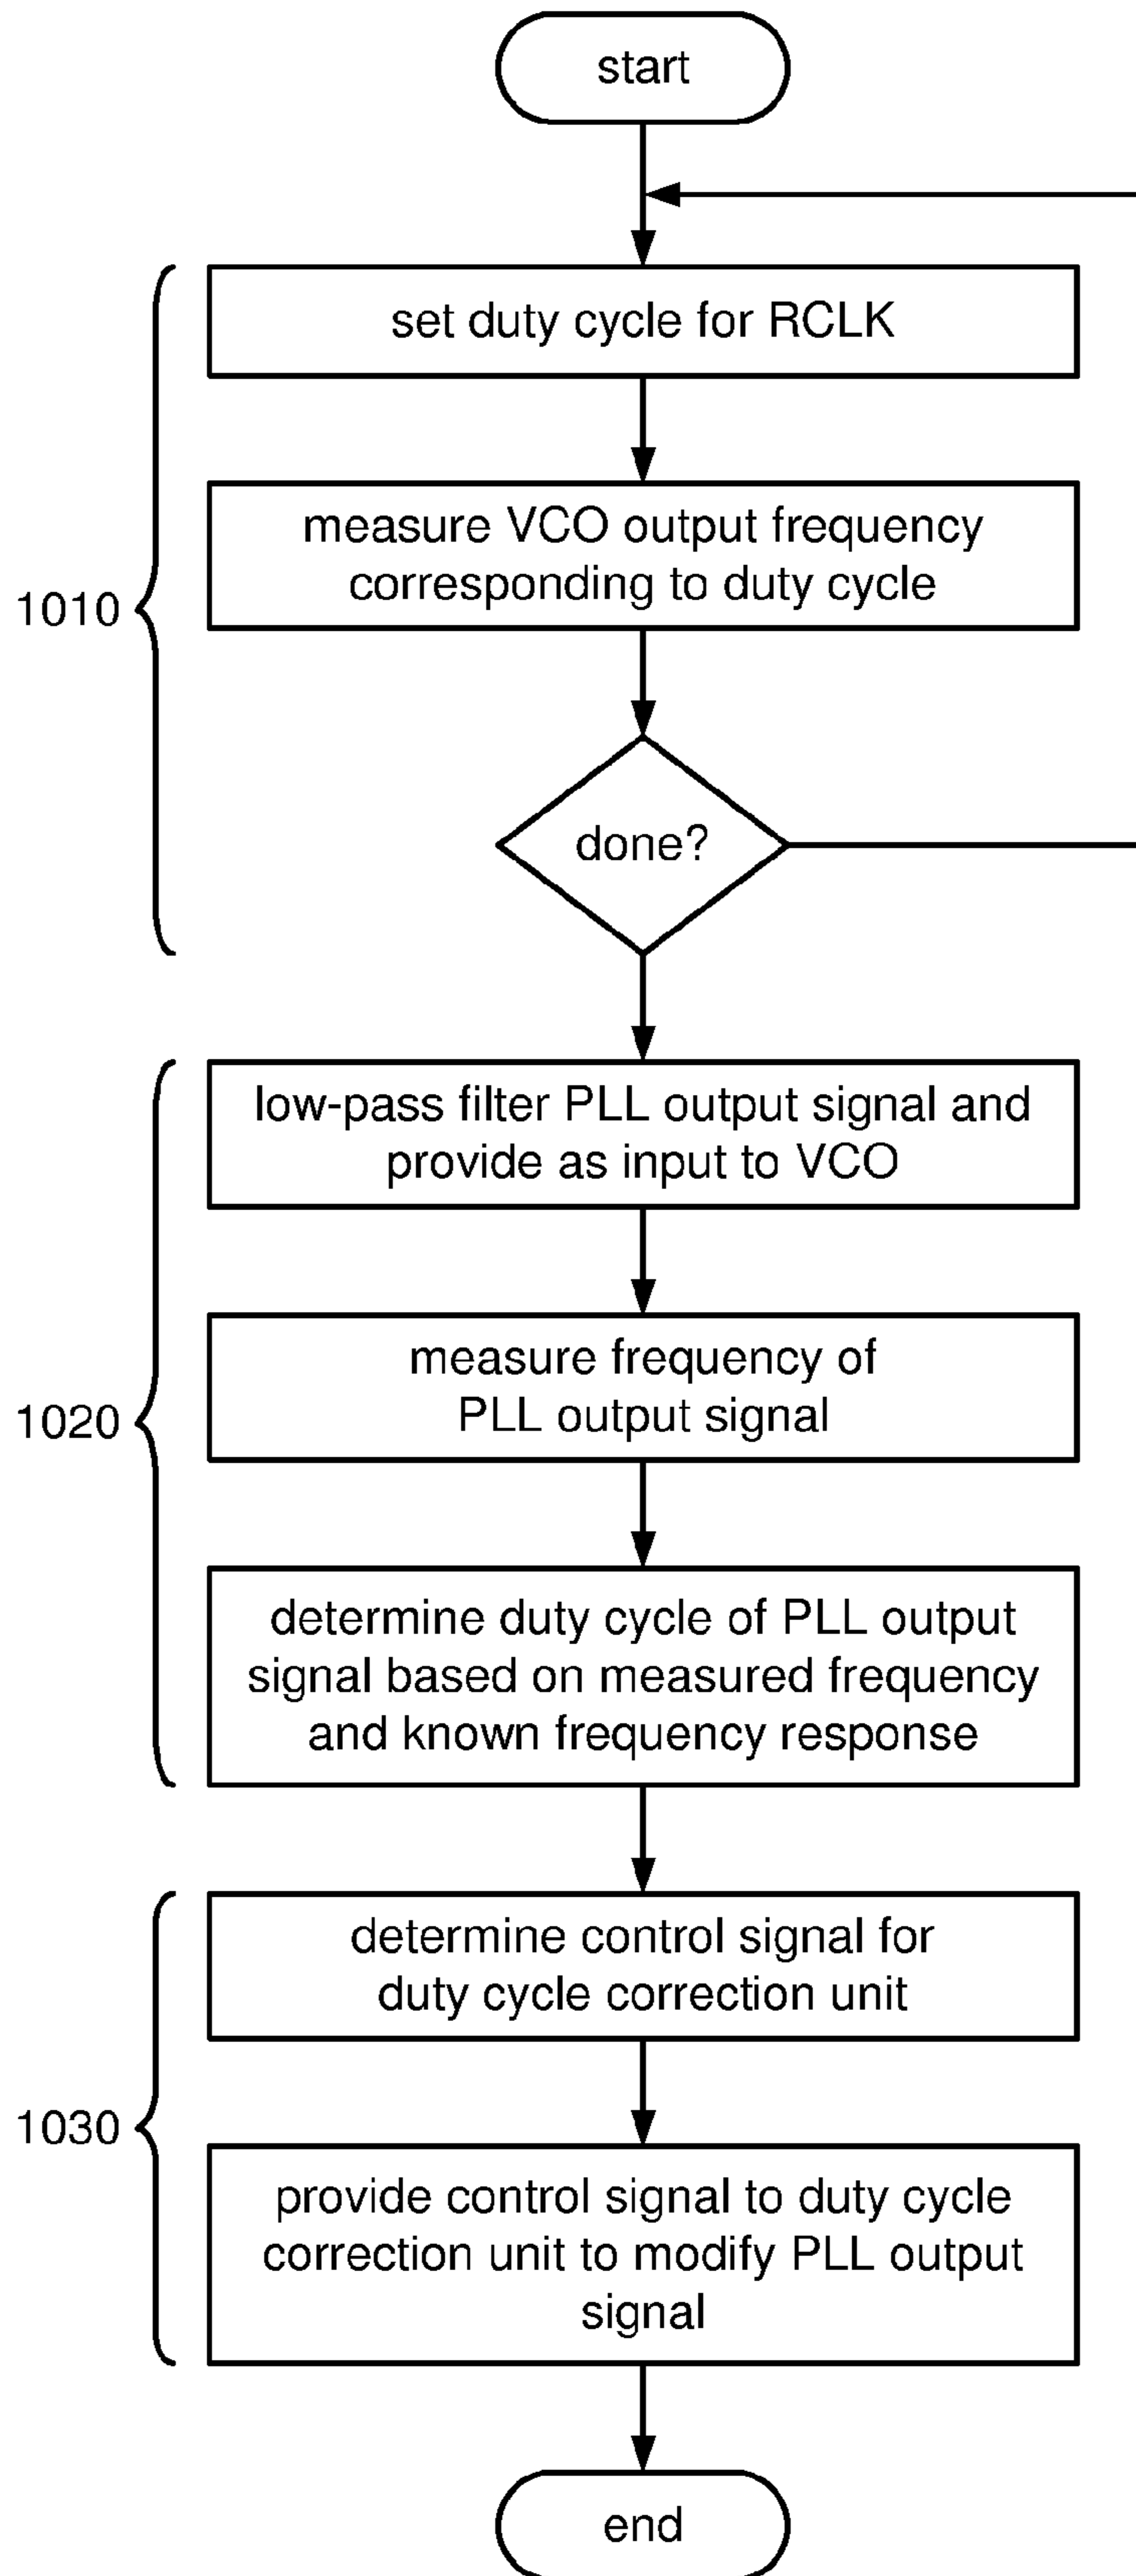 start
set duty cycle for RCLK
measure VCO output frequency
corresponding to duty cycle
1010
done?
low-pass filter PLL output signal and
provide as input to VCO
measure frequency of
PLL output signal
1020
determine duty cycle of PLL output
signal based on measured frequency
and known frequency response
determine control signal for
duty cycle correction unit
1030
provide control signal to duty cycle
correction unit to modify PLL output
signal
end